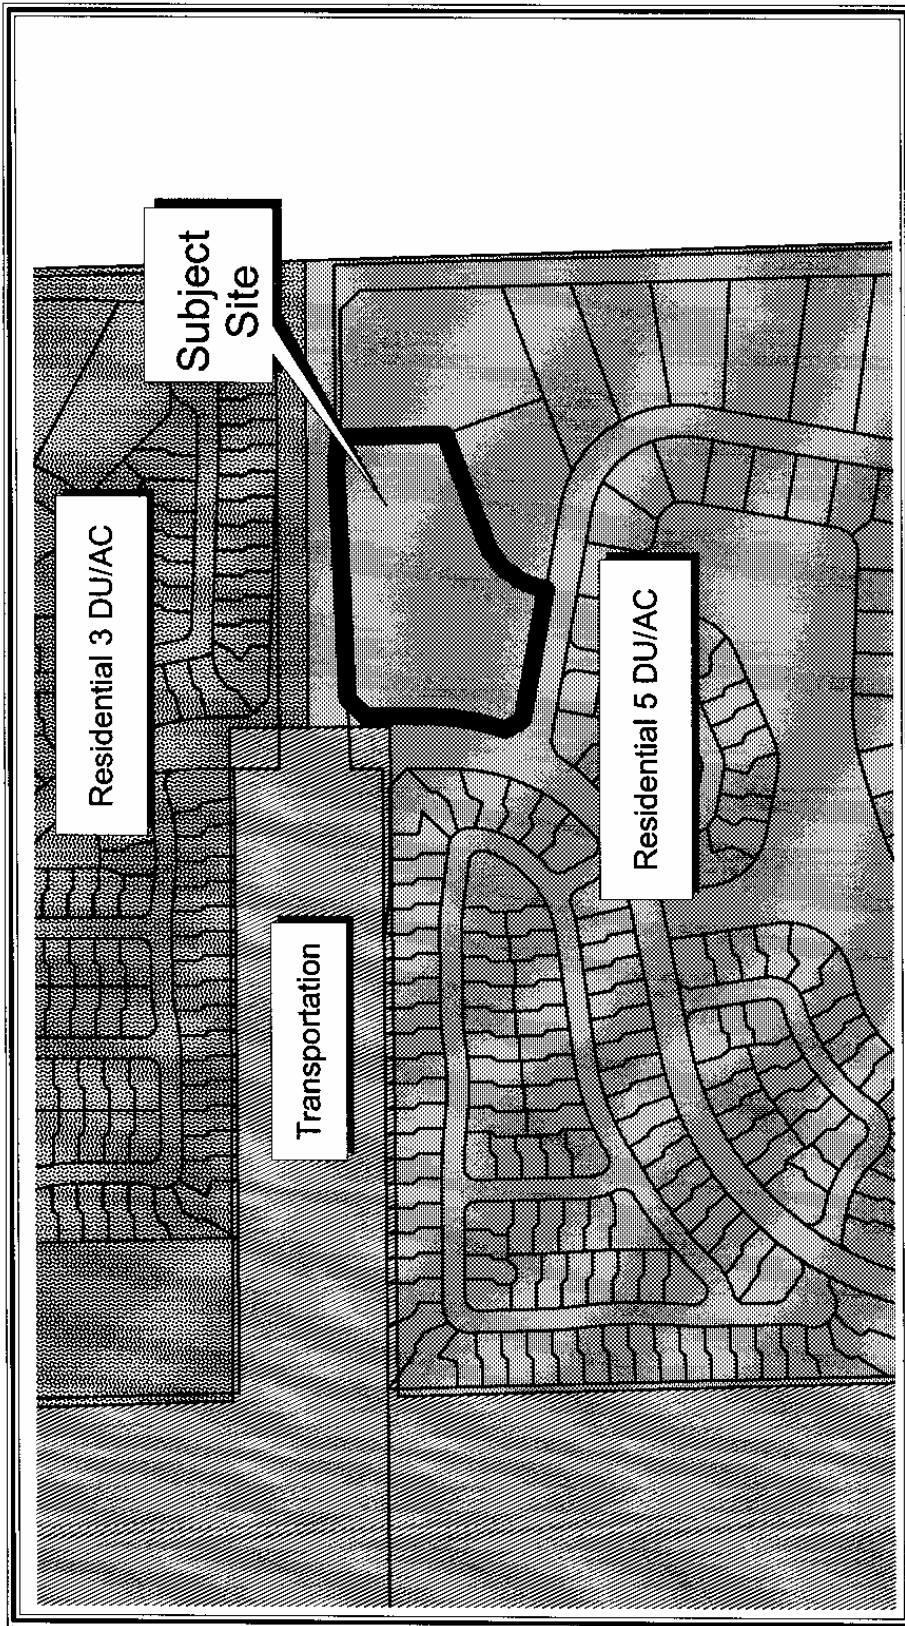 Subject
Site
Residential 3 DU/AC
Residential 5 DU/AC
Transportation